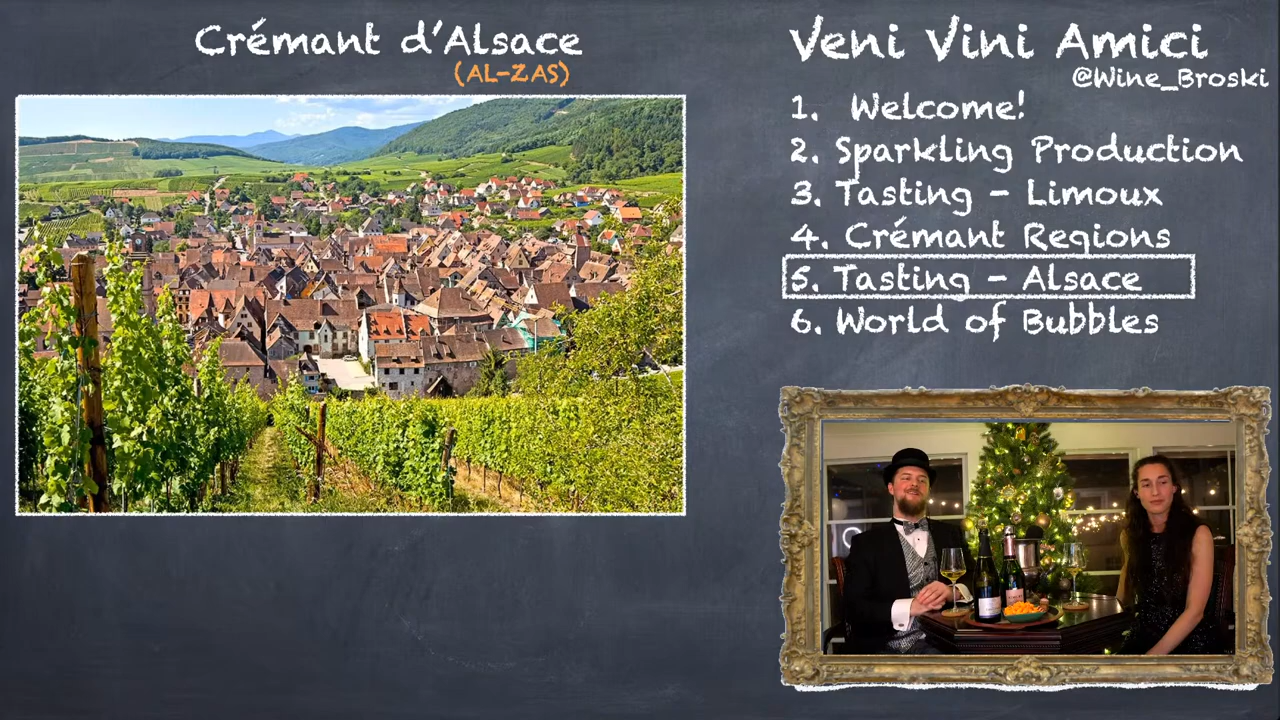 Crémant d'Alsace
(AL-ZAS)
Veni Vini Amici
@Wine_Broski
1. Welcome!
2. Sparkling Production
3. Tasting - Limoux
4. Crémant Regions
5. Tasting - Alsace
6. World of Bubbles